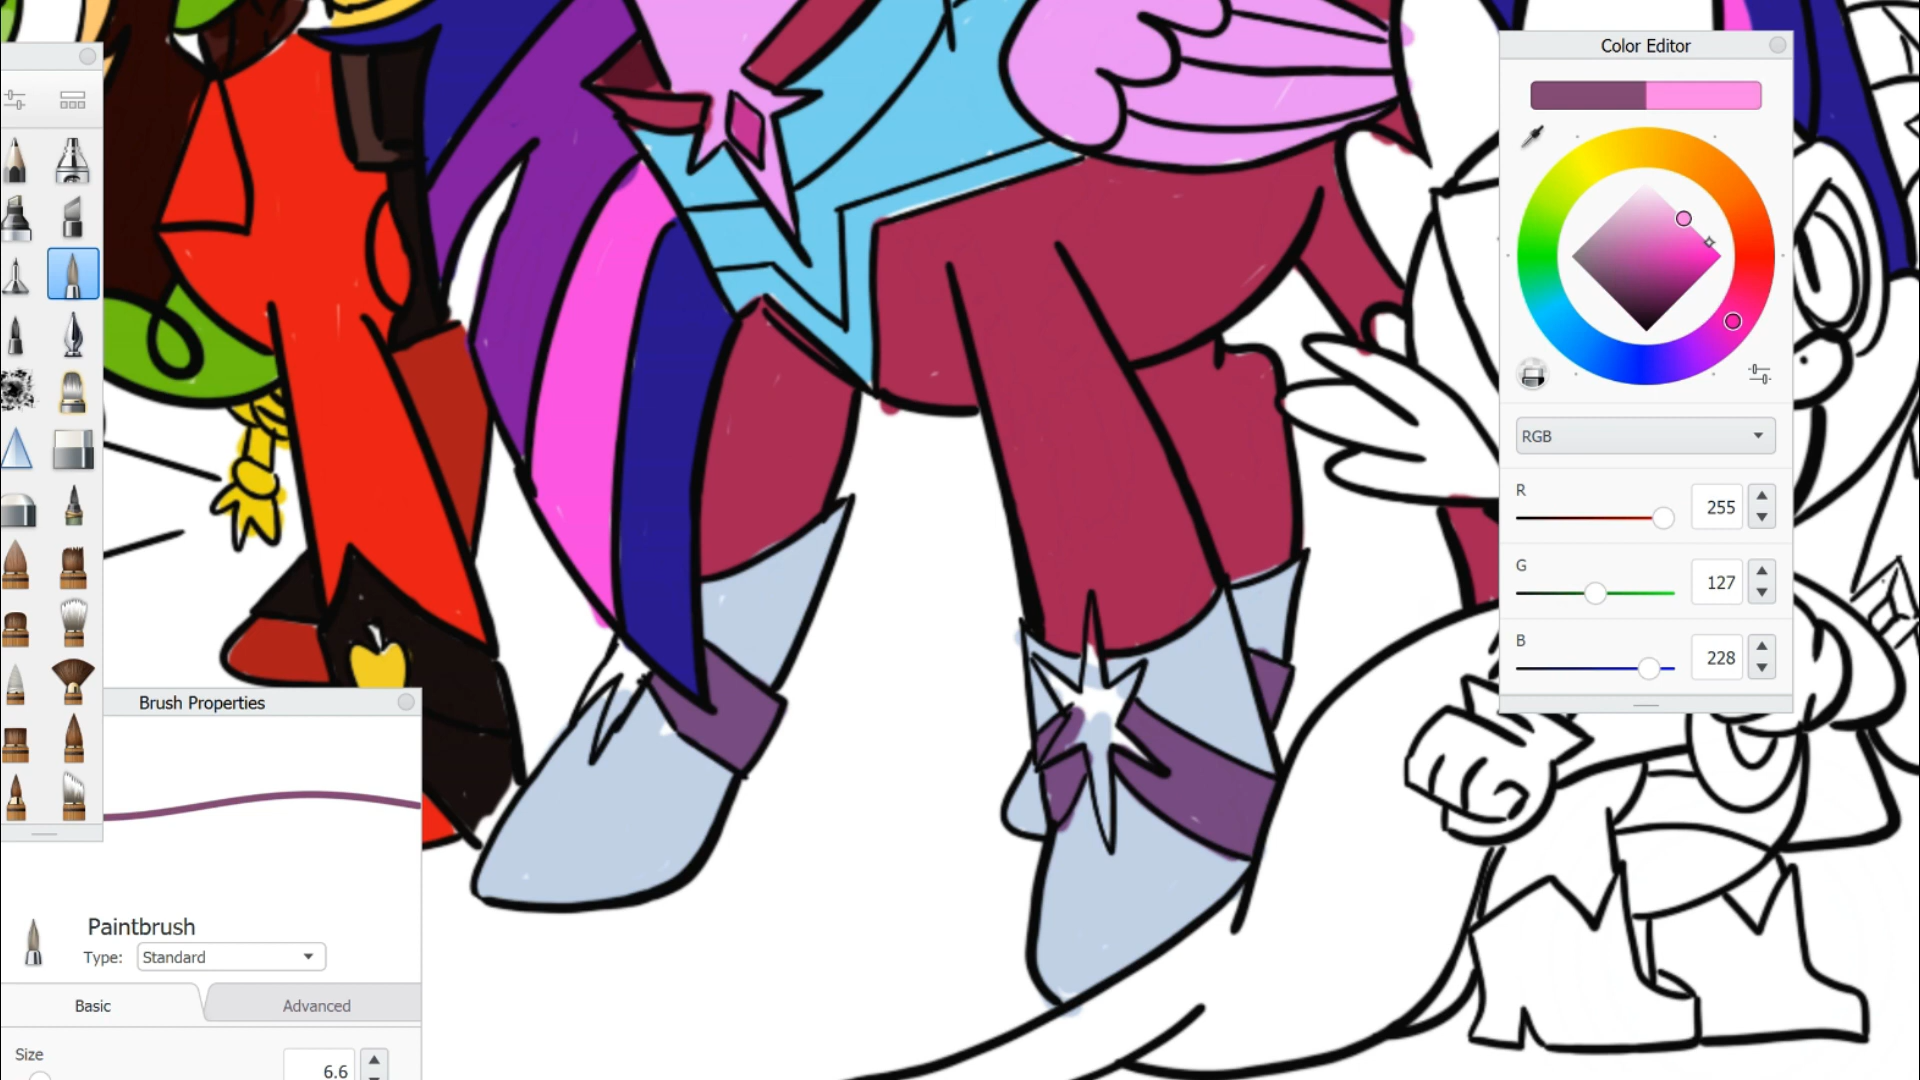 Color Editor
RGB
R
255
G
127
B
228
Brush Properties
Paintbrush
Type: Standard
Basic
Advanced
Size
6.6